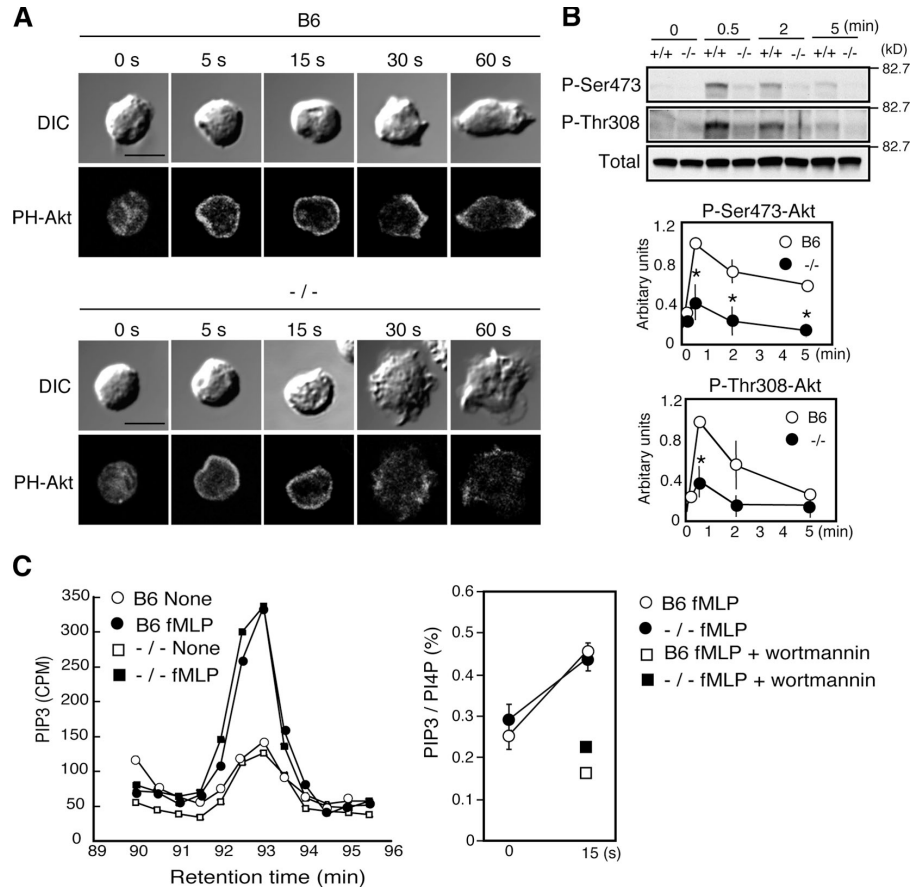 A
B6
0 s 5 s 15 s 30 s 60 s
DIC
PH-Akt
- / -
0 s 5 s 15 s 30 s 60 s
DIC
PH-Akt
B
0 0.5 2 5 (min)
+/+ -/- +/+ -/- +/+ -/- +/+ -/- (kD)
P-Ser473 82.7
P-Thr308 82.7
Total 82.7
P-Ser473-Akt
Arbitary units
1.2
0.8
0.4
0
B6
-/-
* * *
0 1 2 3 4 5 (min)
P-Thr308-Akt
Arbitary units
1.2
0.8
0.4
0
B6
-/-
*
0 1 2 3 4 5 (min)
C
PIP3 (CPM)
350
300
250
200
150
100
50
0
B6 None
B6 fMLP
- / - None
- / - fMLP
89 90 91 92 93 94 95 96
Retention time (min)
PIP3 / PI4P (%)
0.6
0.5
0.4
0.3
0.2
0.1
0
0 15 (s)
B6 fMLP
- / - fMLP
B6 fMLP + wortmannin
- / - fMLP + wortmannin